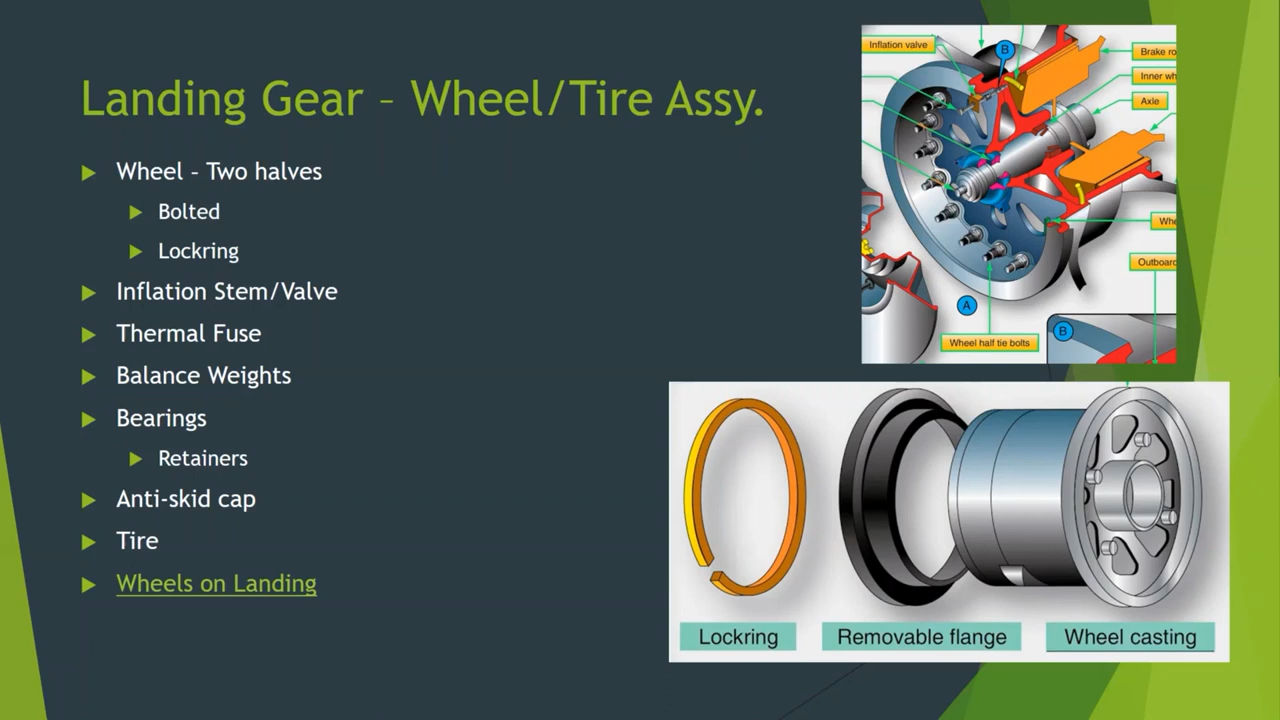 Landing Gear – Wheel/Tire Assy.
Wheel – Two halves
Bolted
Lockring
Inflation Stem/Valve
Thermal Fuse
Balance Weights
Bearings
Retainers
Anti-skid cap
Tire
Wheels on Landing
Inflation valve
B
Brake ro
Inner wh
Axle
Whe
Outboard
A
B
Wheel half tie bolts
Lockring
Removable flange
Wheel casting